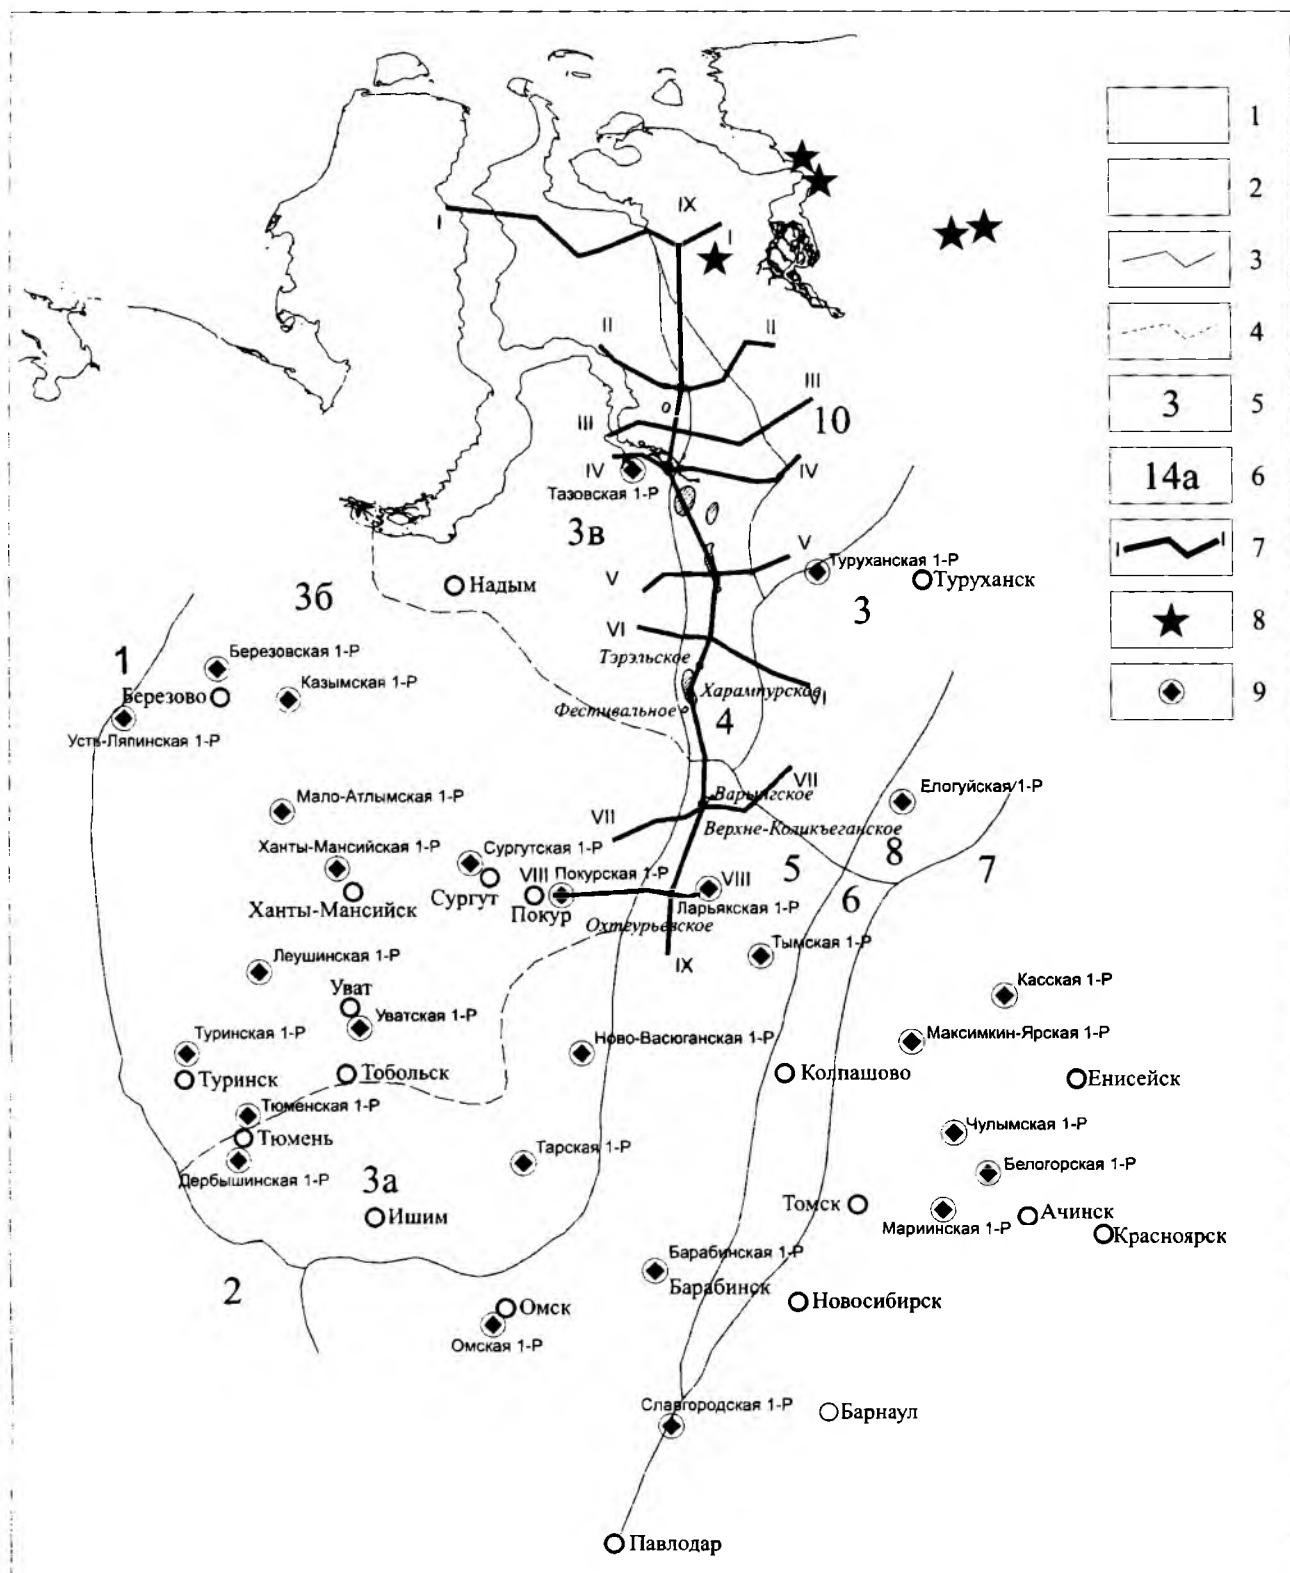 1
2
3
4
3
5
14а
6
I
I
7
8
9
I
IX
I
II
II
III
III
10
IV
IV
Тазовская 1-Р
3в
V
V
Туруханская 1-Р
Туруханск
3
Надым
3б
VI
VI
Тэрэльское
Харампурское
Фестивальное
4
1
Березовская 1-Р
Березово
Казымская 1-Р
Усть-Ляпинская 1-Р
VII
VII
Варьягское
Верхне-Коликъеганское
Елогуйская 1-Р
Мало-Атлымская 1-Р
Ханты-Мансийская 1-Р
Ханты-Мансийск
Сургутская 1-Р
Сургут
VIII
Покурская 1-Р
Покур
VIII
Ларьякская 1-Р
5
8
6
7
Охтеурьевское
IX
Тымская 1-Р
Леушинская 1-Р
Уват
Уватская 1-Р
Касская 1-Р
Туринская 1-Р
Туринск
Тобольск
Ново-Васюганская 1-Р
Максимкин-Ярская 1-Р
Колпашово
Енисейск
Тюменская 1-Р
Тюмень
Дербышинская 1-Р
Тарская 1-Р
Чулымская 1-Р
Белогорская 1-Р
3а
Ишим
Томск
Мариинская 1-Р
Ачинск
Красноярск
2
Барабинская 1-Р
Барабинск
Омск
Омская 1-Р
Новосибирск
Славгородская 1-Р
Барнаул
Павлодар